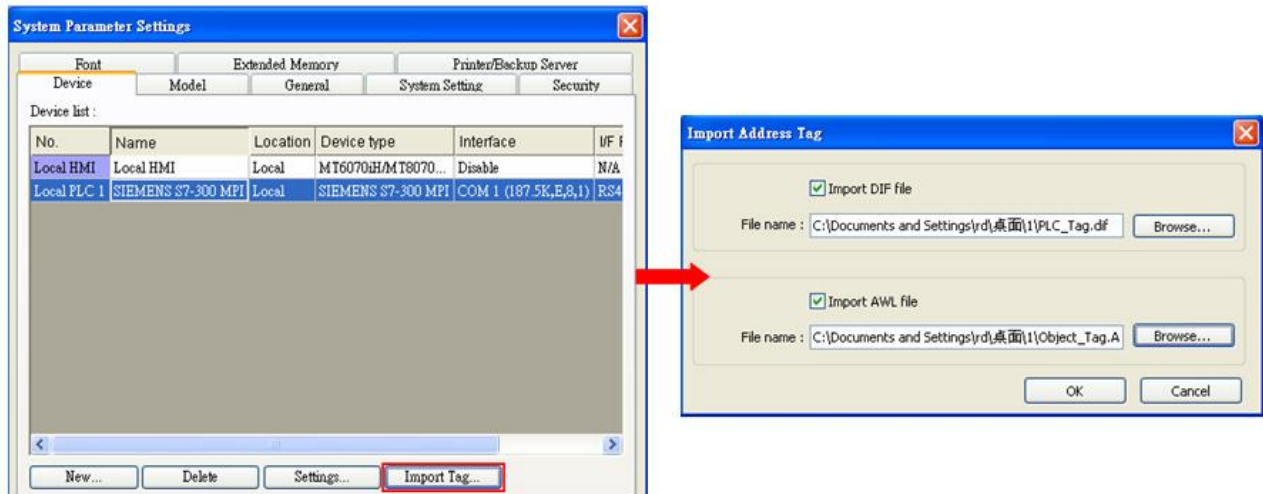 System Parameter Settings
Font Extended Memory Printer/Backup Server
Device Model General System Setting Security
Device list :
No. Name Location Device type Interface I/F
Local HMI Local HMI Local MT6070iH/MT8070... Disable N/A
Local PLC 1 SIEMENS S7-300 MPI Local SIEMENS S7-300 MPI COM 1 (187.5K,E,8,1) RS4
New... Delete Settings... Import Tag...
Import Address Tag
Import DIF file
File name : C:\Documents and Settings\rd\桌面\1\PLC_Tag.dif Browse...
Import AWL file
File name : C:\Documents and Settings\rd\桌面\1\Object_Tag.A Browse...
OK Cancel